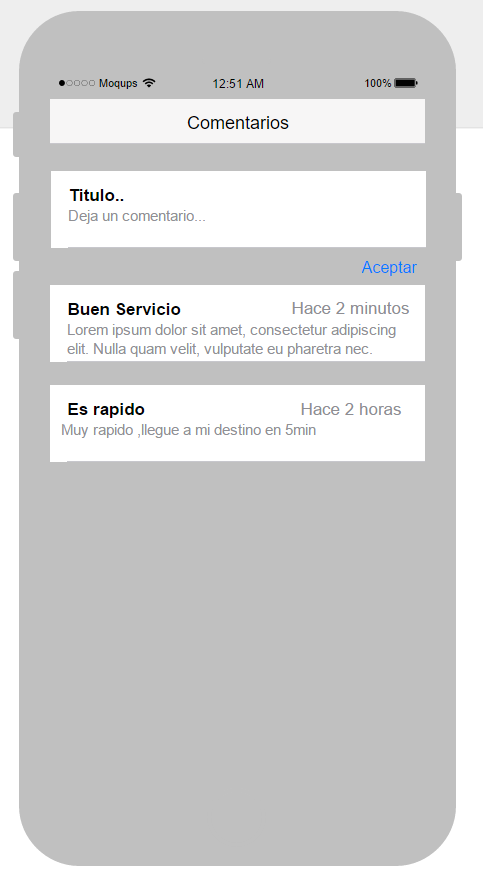 Moqups 12:51 AM 100%
Comentarios
Titulo..
Deja un comentario...
Aceptar
Buen Servicio Hace 2 minutos
Lorem ipsum dolor sit amet, consectetur adipiscing
elit. Nulla quam velit, vulputate eu pharetra nec.
Es rapido Hace 2 horas
Muy rapido ,llegue a mi destino en 5min